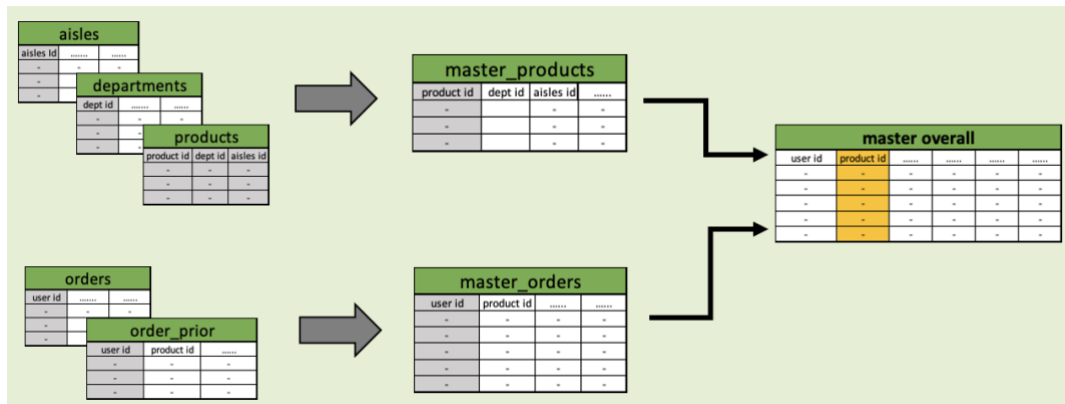 aisles
aisles Id ....... ......
- - -
-
-
departments
dept id ....... ......
- -
- -
- -
products
product id dept id aisles id
- - -
- - -
- - -
master_products
product id dept id aisles id ......
- - -
- - -
- - -
master overall
user id product id ...... ...... ...... ......
- - - - - -
- - - - - -
- - - - - -
- - - - - -
- - - - - -
orders
user id ....... ......
- - -
-
-
order_prior
user id product id ......
- - -
- - -
- - -
master_orders
user id product id ...... ......
- - - -
- - - -
- - - -
- - - -
- - - -